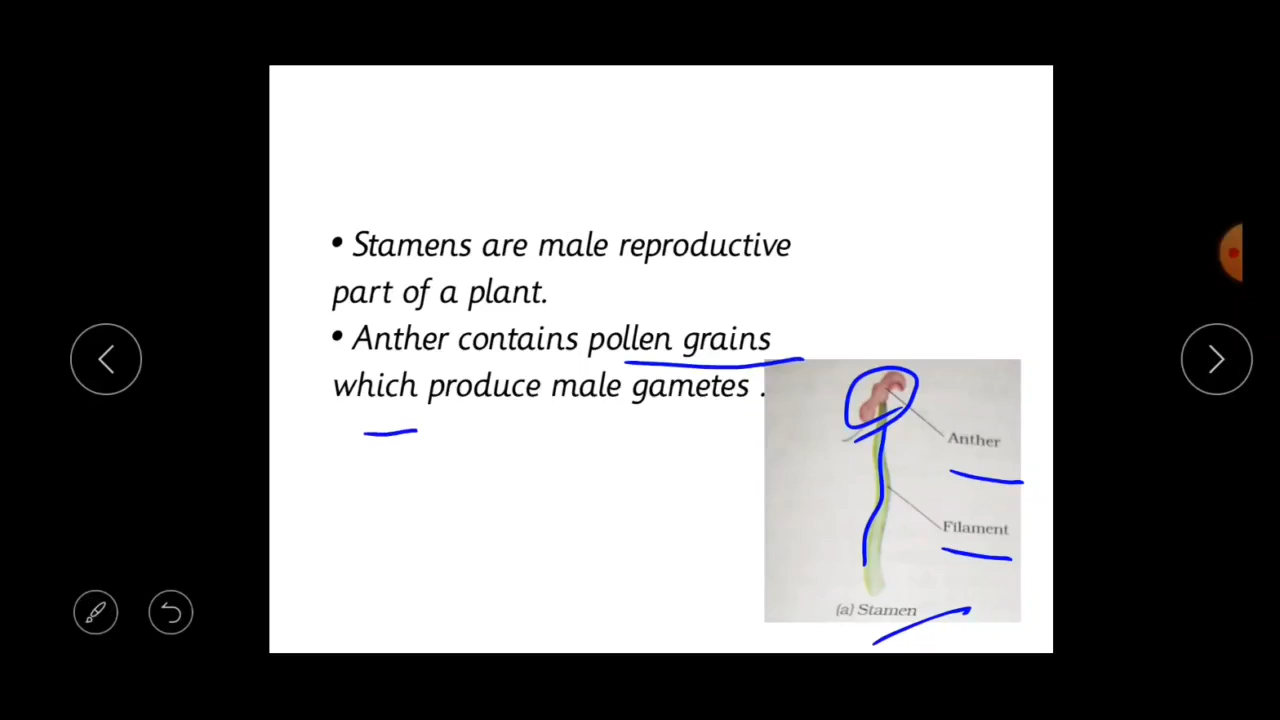 • Stamens are male reproductive
part of a plant.
• Anther contains pollen grains
which produce male gametes .
Anther
Filament
(a) Stamen